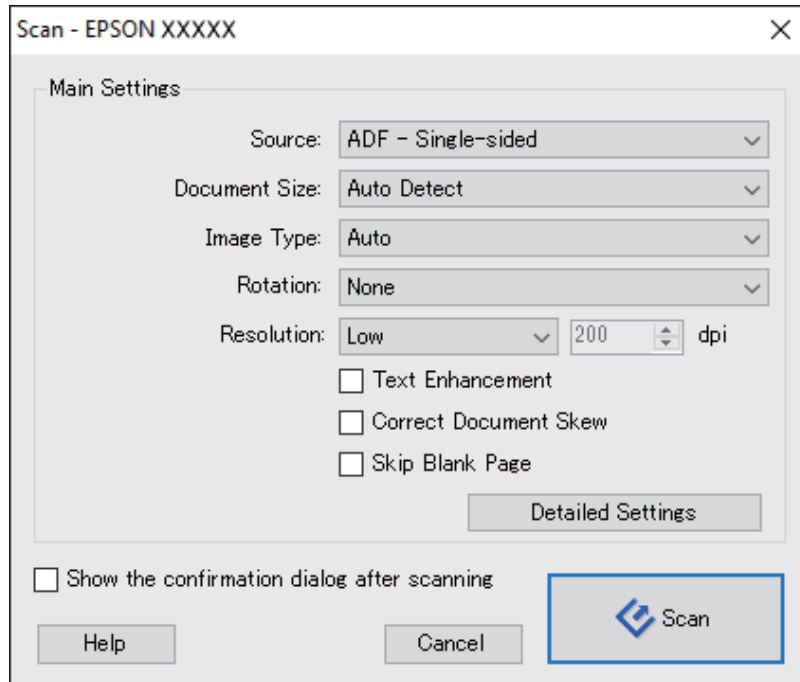 Scan - EPSON XXXXX
Main Settings
Source: ADF - Single-sided
Document Size: Auto Detect
Image Type: Auto
Rotation: None
Resolution: Low 200 dpi
Text Enhancement
Correct Document Skew
Skip Blank Page
Detailed Settings
Show the confirmation dialog after scanning
Scan
Help Cancel